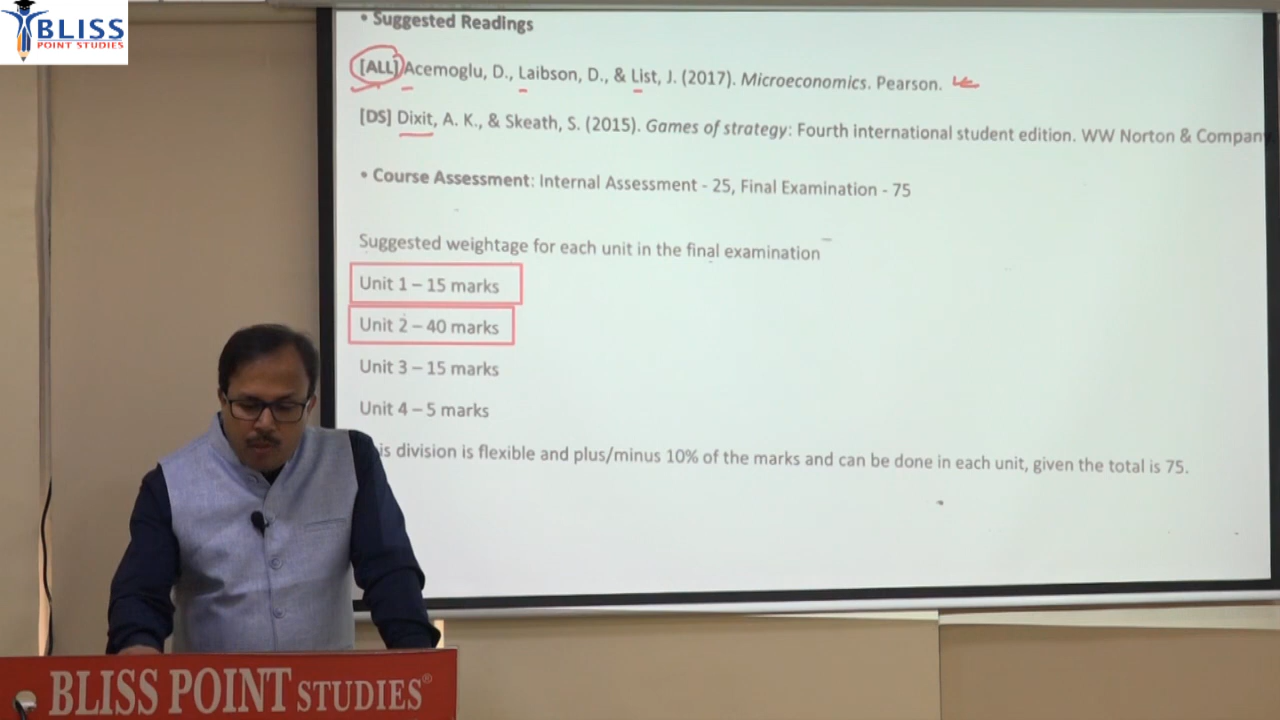 BLISS
POINT STUDIES
• Suggested Readings
[ALL] Acemoglu, D., Laibson, D., & List, J. (2017). Microeconomics. Pearson.
[DS] Dixit, A. K., & Skeath, S. (2015). Games of strategy: Fourth international student edition. WW Norton & Compan
• Course Assessment: Internal Assessment - 25, Final Examination - 75
Suggested weightage for each unit in the final examination
Unit 1 – 15 marks
Unit 2 – 40 marks
Unit 3 – 15 marks
Unit 4 – 5 marks
is division is flexible and plus/minus 10% of the marks and can be done in each unit, given the total is 75.
BLISS POINT STUDIES®